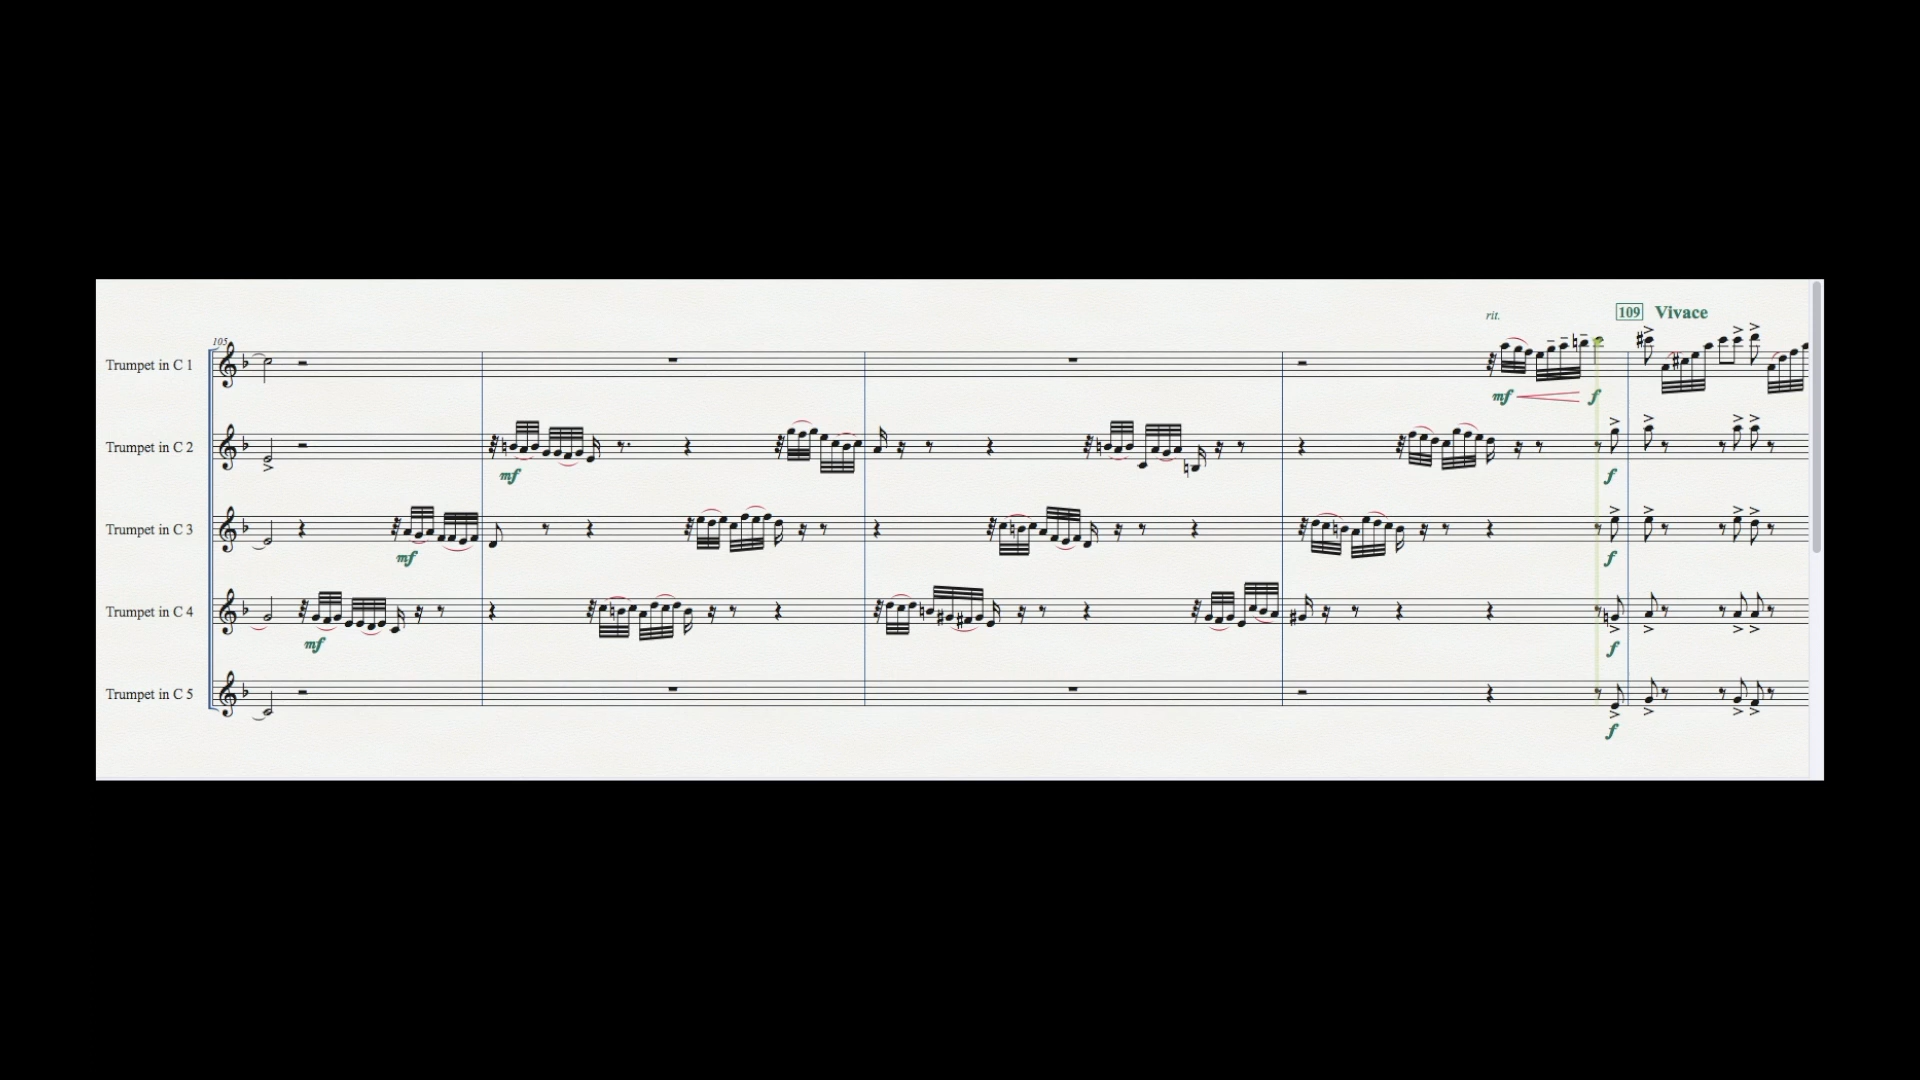 rit. 109 Vivace
105
Trumpet in C 1
mf f
Trumpet in C 2
mf f
Trumpet in C 3
mf f
Trumpet in C 4
mf f
Trumpet in C 5
f